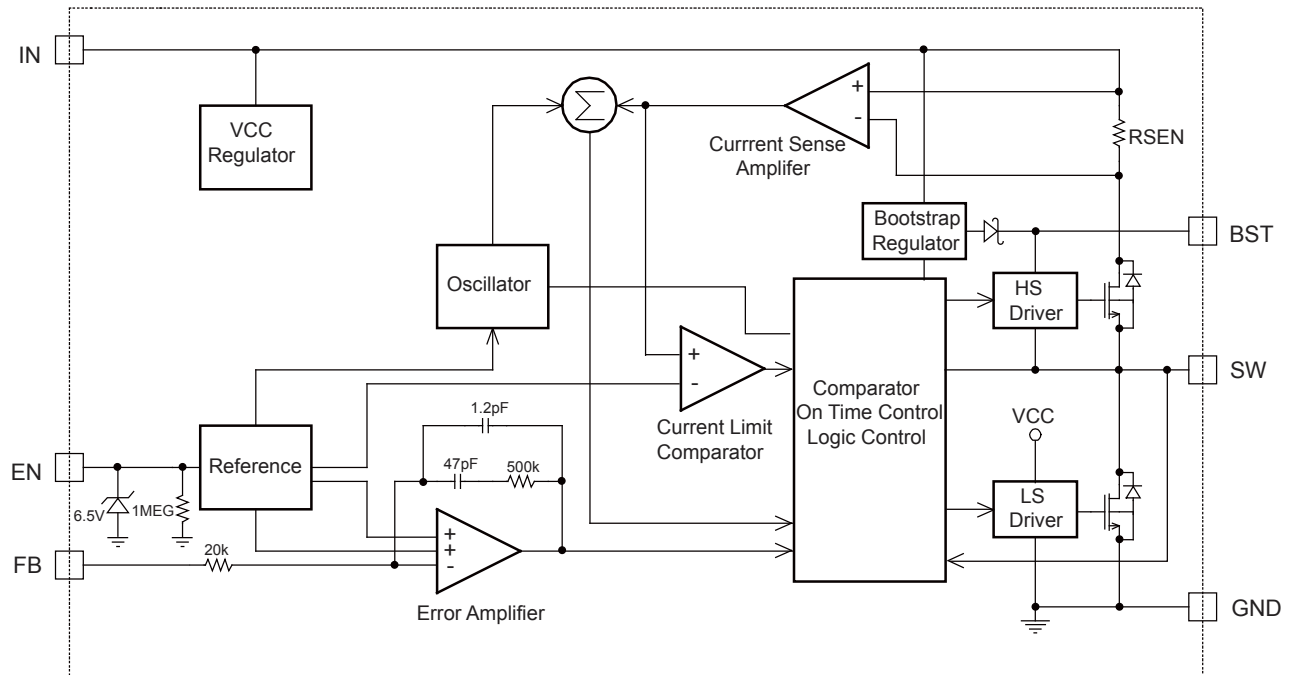 IN
VCC
Regulator
Σ
+
-
Currrent Sense
Amplifer
RSEN
Bootstrap
Regulator
BST
Oscillator
HS
Driver
+
-
SW
Current Limit
Comparator
Comparator
On Time Control
Logic Control
VCC
1.2pF
47pF
500k
EN
Reference
6.5V
1MEG
LS
Driver
FB
20k
+
+
-
Error Amplifier
GND